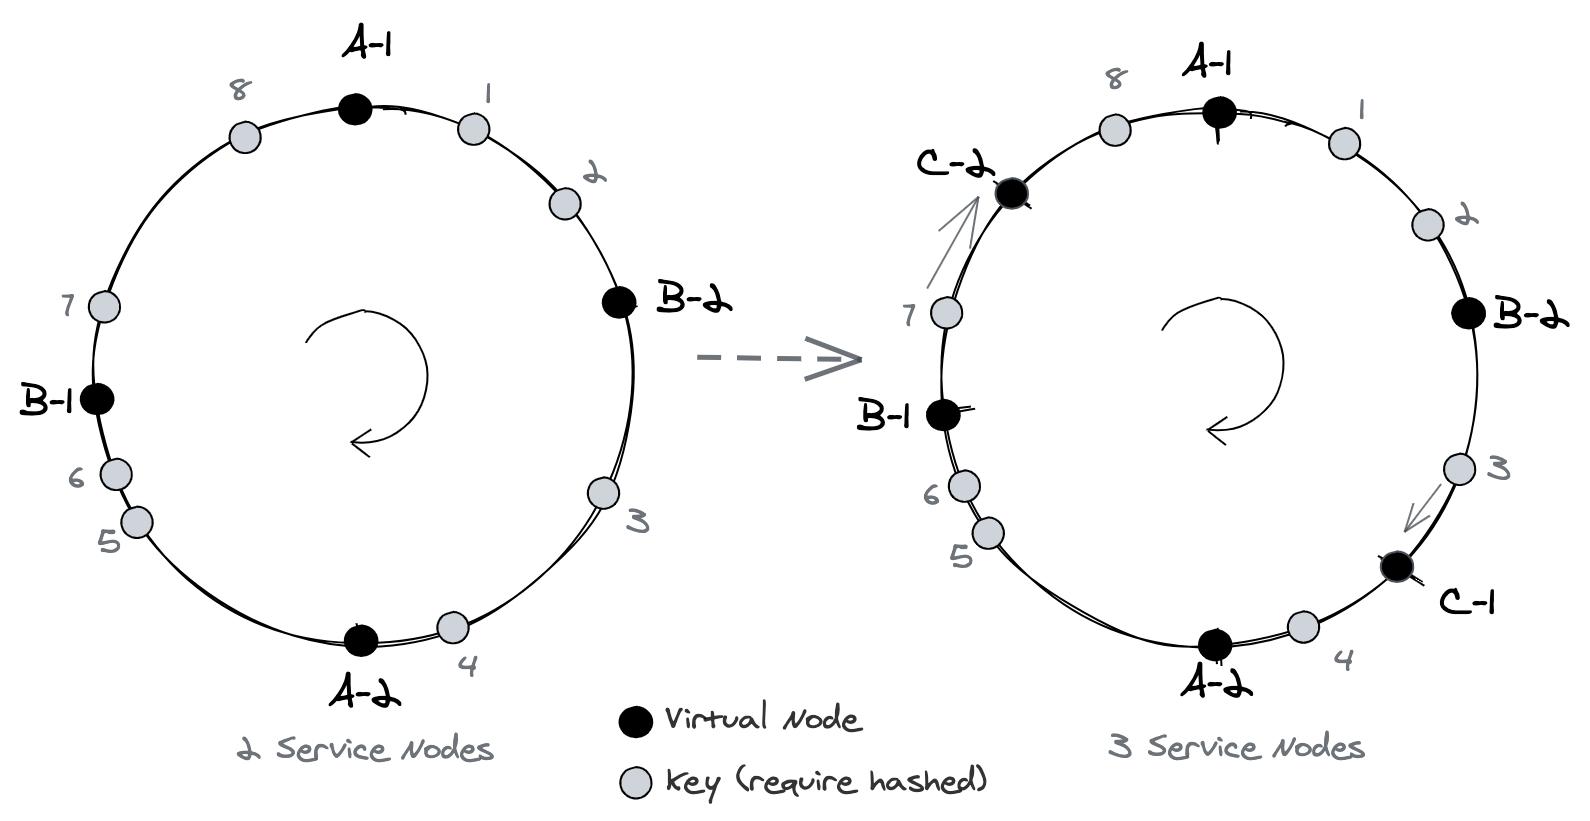 A-1
8
1
2
7
B-2
B-1
6
5
3
4
A-2
2 Service Nodes
A-1
8
1
C-2
2
7
B-2
B-1
3
6
5
C-1
4
A-2
3 Service Nodes
Virtual Node
Key (require hashed)